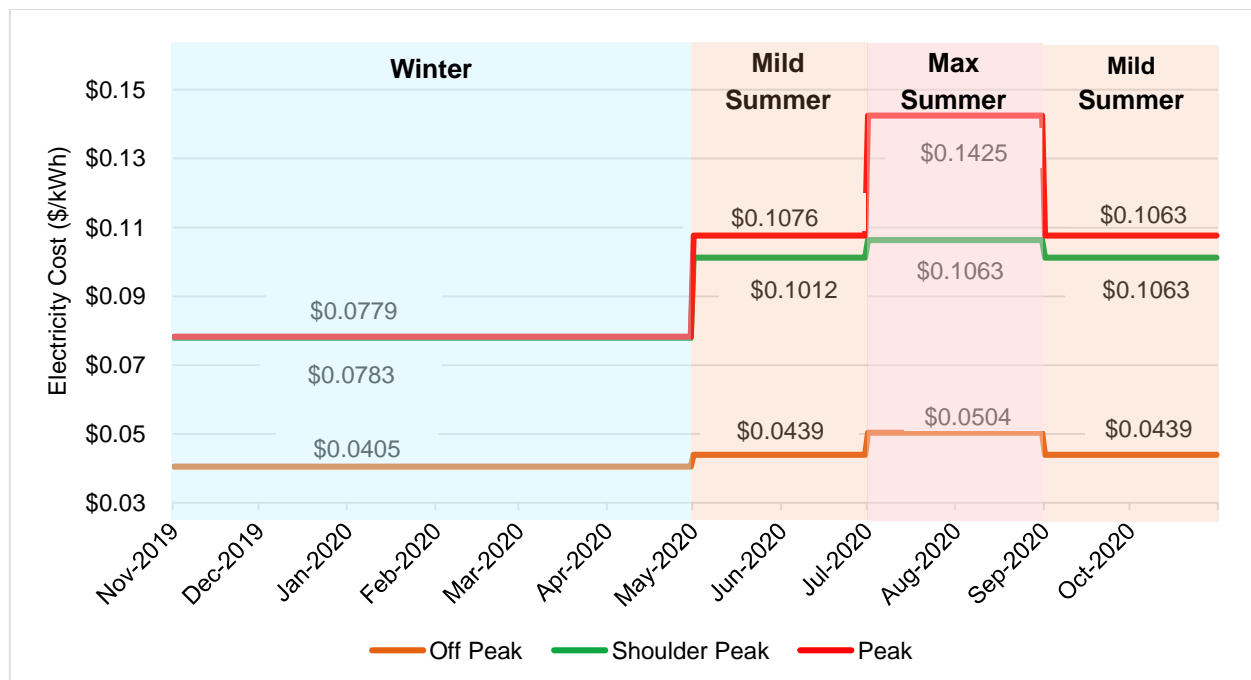 Winter
Mild
Summer
Max
Summer
Mild
Summer
Electricity Cost ($/kWh)
$0.15
$0.13
$0.11
$0.09
$0.07
$0.05
$0.03
$0.0779
$0.0783
$0.0405
$0.1076
$0.1012
$0.0439
$0.1425
$0.1063
$0.0504
$0.1063
$0.1063
$0.0439
Nov-2019
Dec-2019
Jan-2020
Feb-2020
Mar-2020
Apr-2020
May-2020
Jun-2020
Jul-2020
Aug-2020
Sep-2020
Oct-2020
Off Peak
Shoulder Peak
Peak